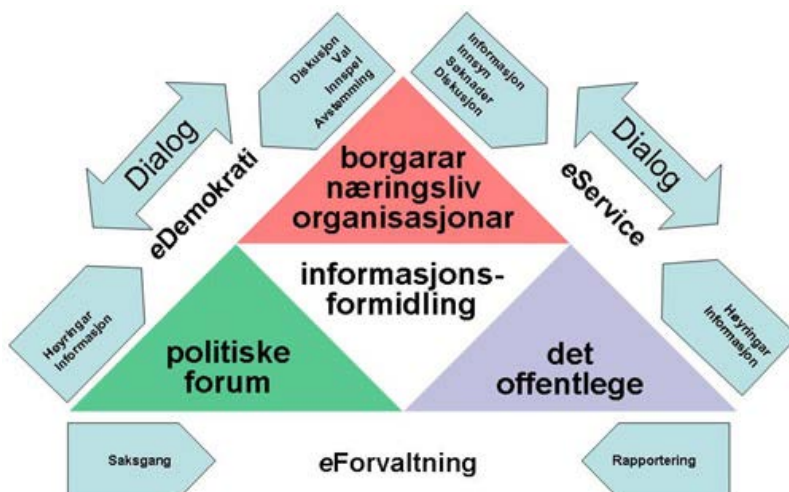 Diskusjon
Val
Innspel
Avstemming
Informasjon
Innsyn
Søknader
Diskusjon
Dialog
eDemokrati
borgarar
næringsliv
organisasjonar
Dialog
eService
informasjons-
formidling
Høyringar
Informasjon
politiske
forum
det
offentlege
Høyringar
Informasjon
Saksgang
eForvaltning
Rapportering